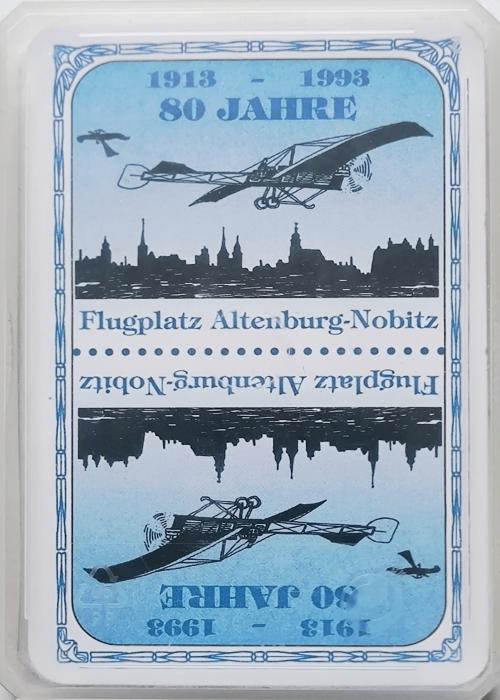 1913 - 1993
80 JAHRE
Flugplatz Altenburg-Nobitz
Flugplatz Altenburg-Nobitz
80 JAHRE
1913 - 1993